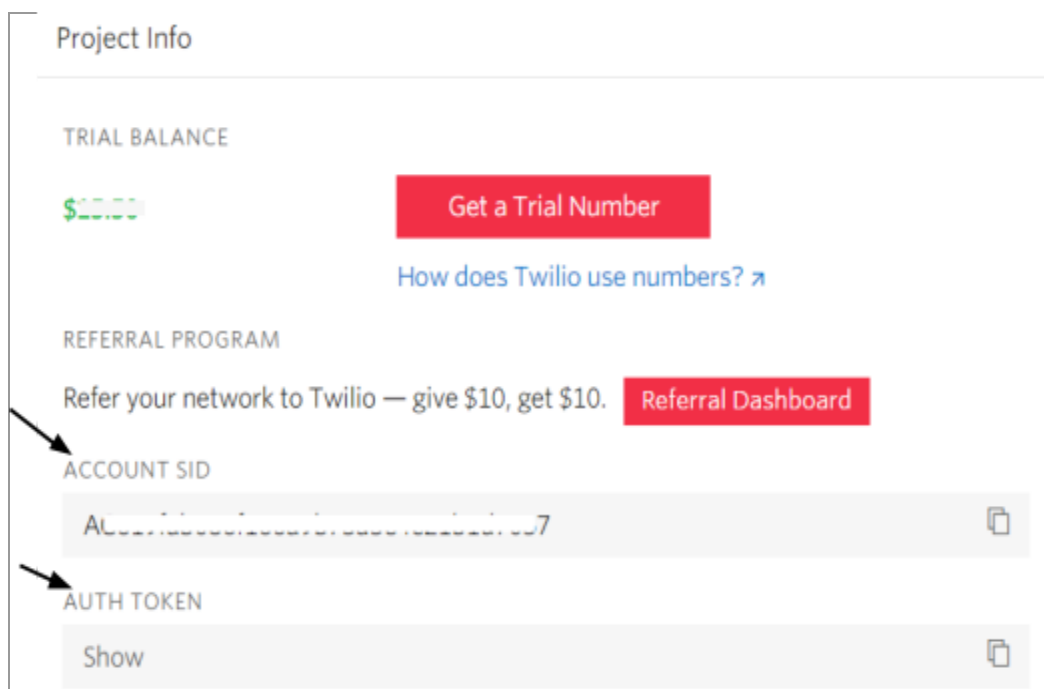 Project Info
TRIAL BALANCE
$
Get a Trial Number
How does Twilio use numbers? ↗
REFERRAL PROGRAM
Refer your network to Twilio — give $10, get $10. Referral Dashboard
ACCOUNT SID
AUTH TOKEN
Show